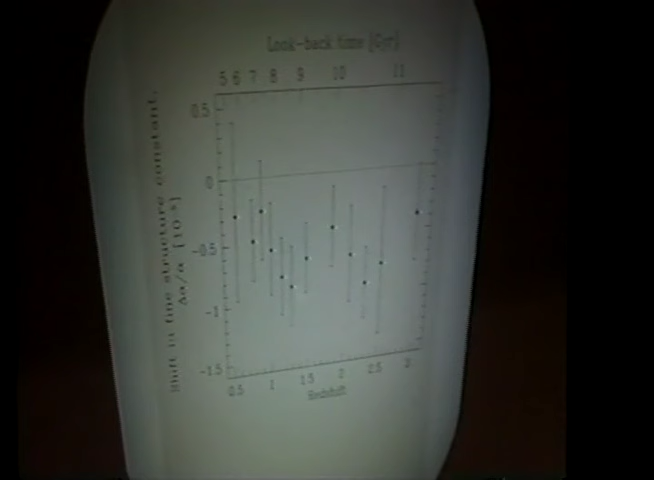 Look-back time [Gyr]
5 6 7 8 9 10 11
Shift in fine structure constant.
Δα/α [10⁻⁵]
0.5
0
-0.5
-1
-1.5
0.5 1 1.5 2 2.5 3
Redshift